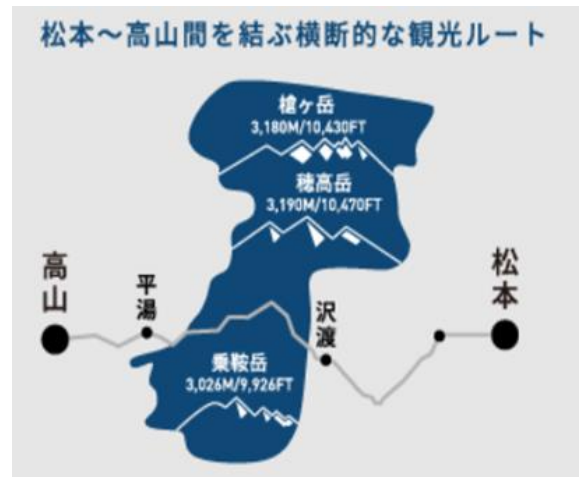 松本～高山間を結ぶ横断的な観光ルート
槍ヶ岳
3,180M/10,430FT
穂高岳
3,190M/10,470FT
高山
平湯
沢渡
松本
乗鞍岳
3,026M/9,926FT